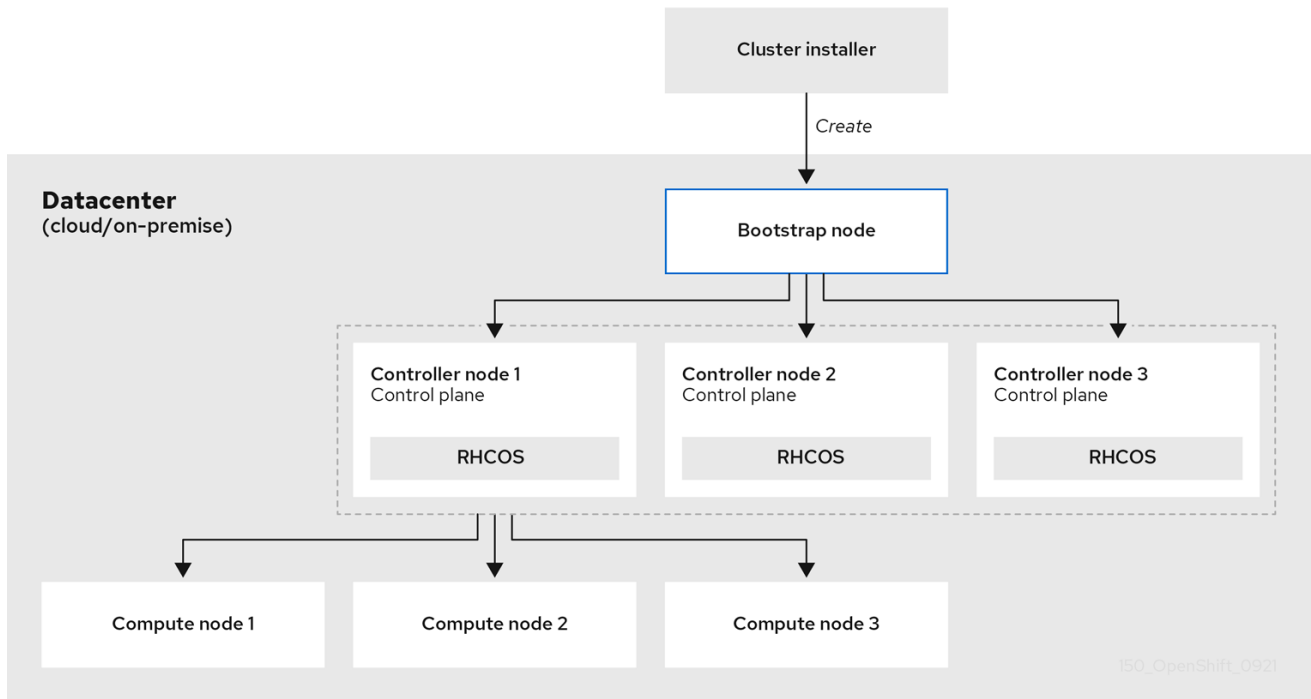 Cluster installer
Create
Datacenter
(cloud/on-premise)
Bootstrap node
Controller node 1
Control plane
RHCOS
Controller node 2
Control plane
RHCOS
Controller node 3
Control plane
RHCOS
Compute node 1
Compute node 2
Compute node 3
150_OpenShift_0921